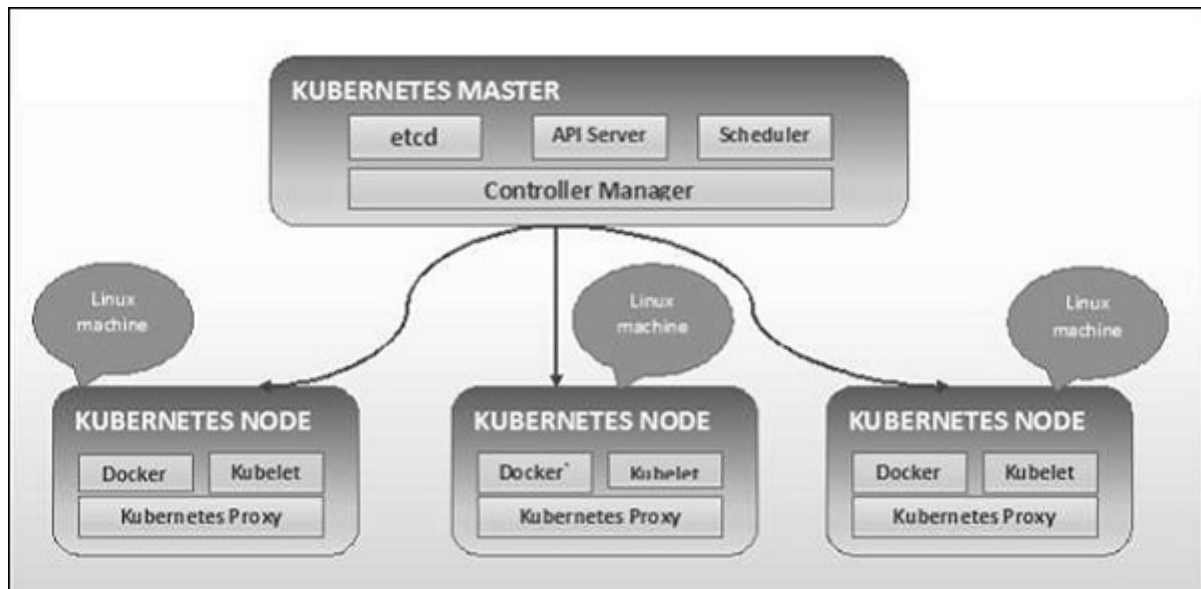 KUBERNETES MASTER
etcd
API Server
Scheduler
Controller Manager
Linux
machine
Linux
machine
Linux
machine
KUBERNETES NODE
Docker
Kubelet
Kubernetes Proxy
KUBERNETES NODE
Docker`
Kubelet
Kubernetes Proxy
KUBERNETES NODE
Docker
Kubelet
Kubernetes Proxy